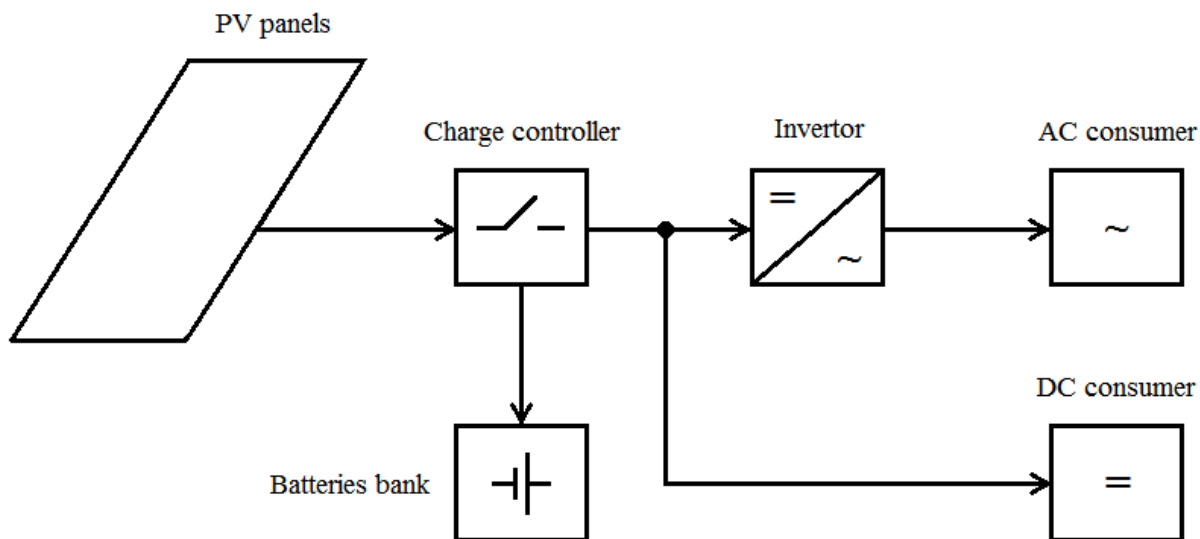 PV panels
Charge controller
Invertor
AC consumer
=
~
~
DC consumer
Batteries bank
=